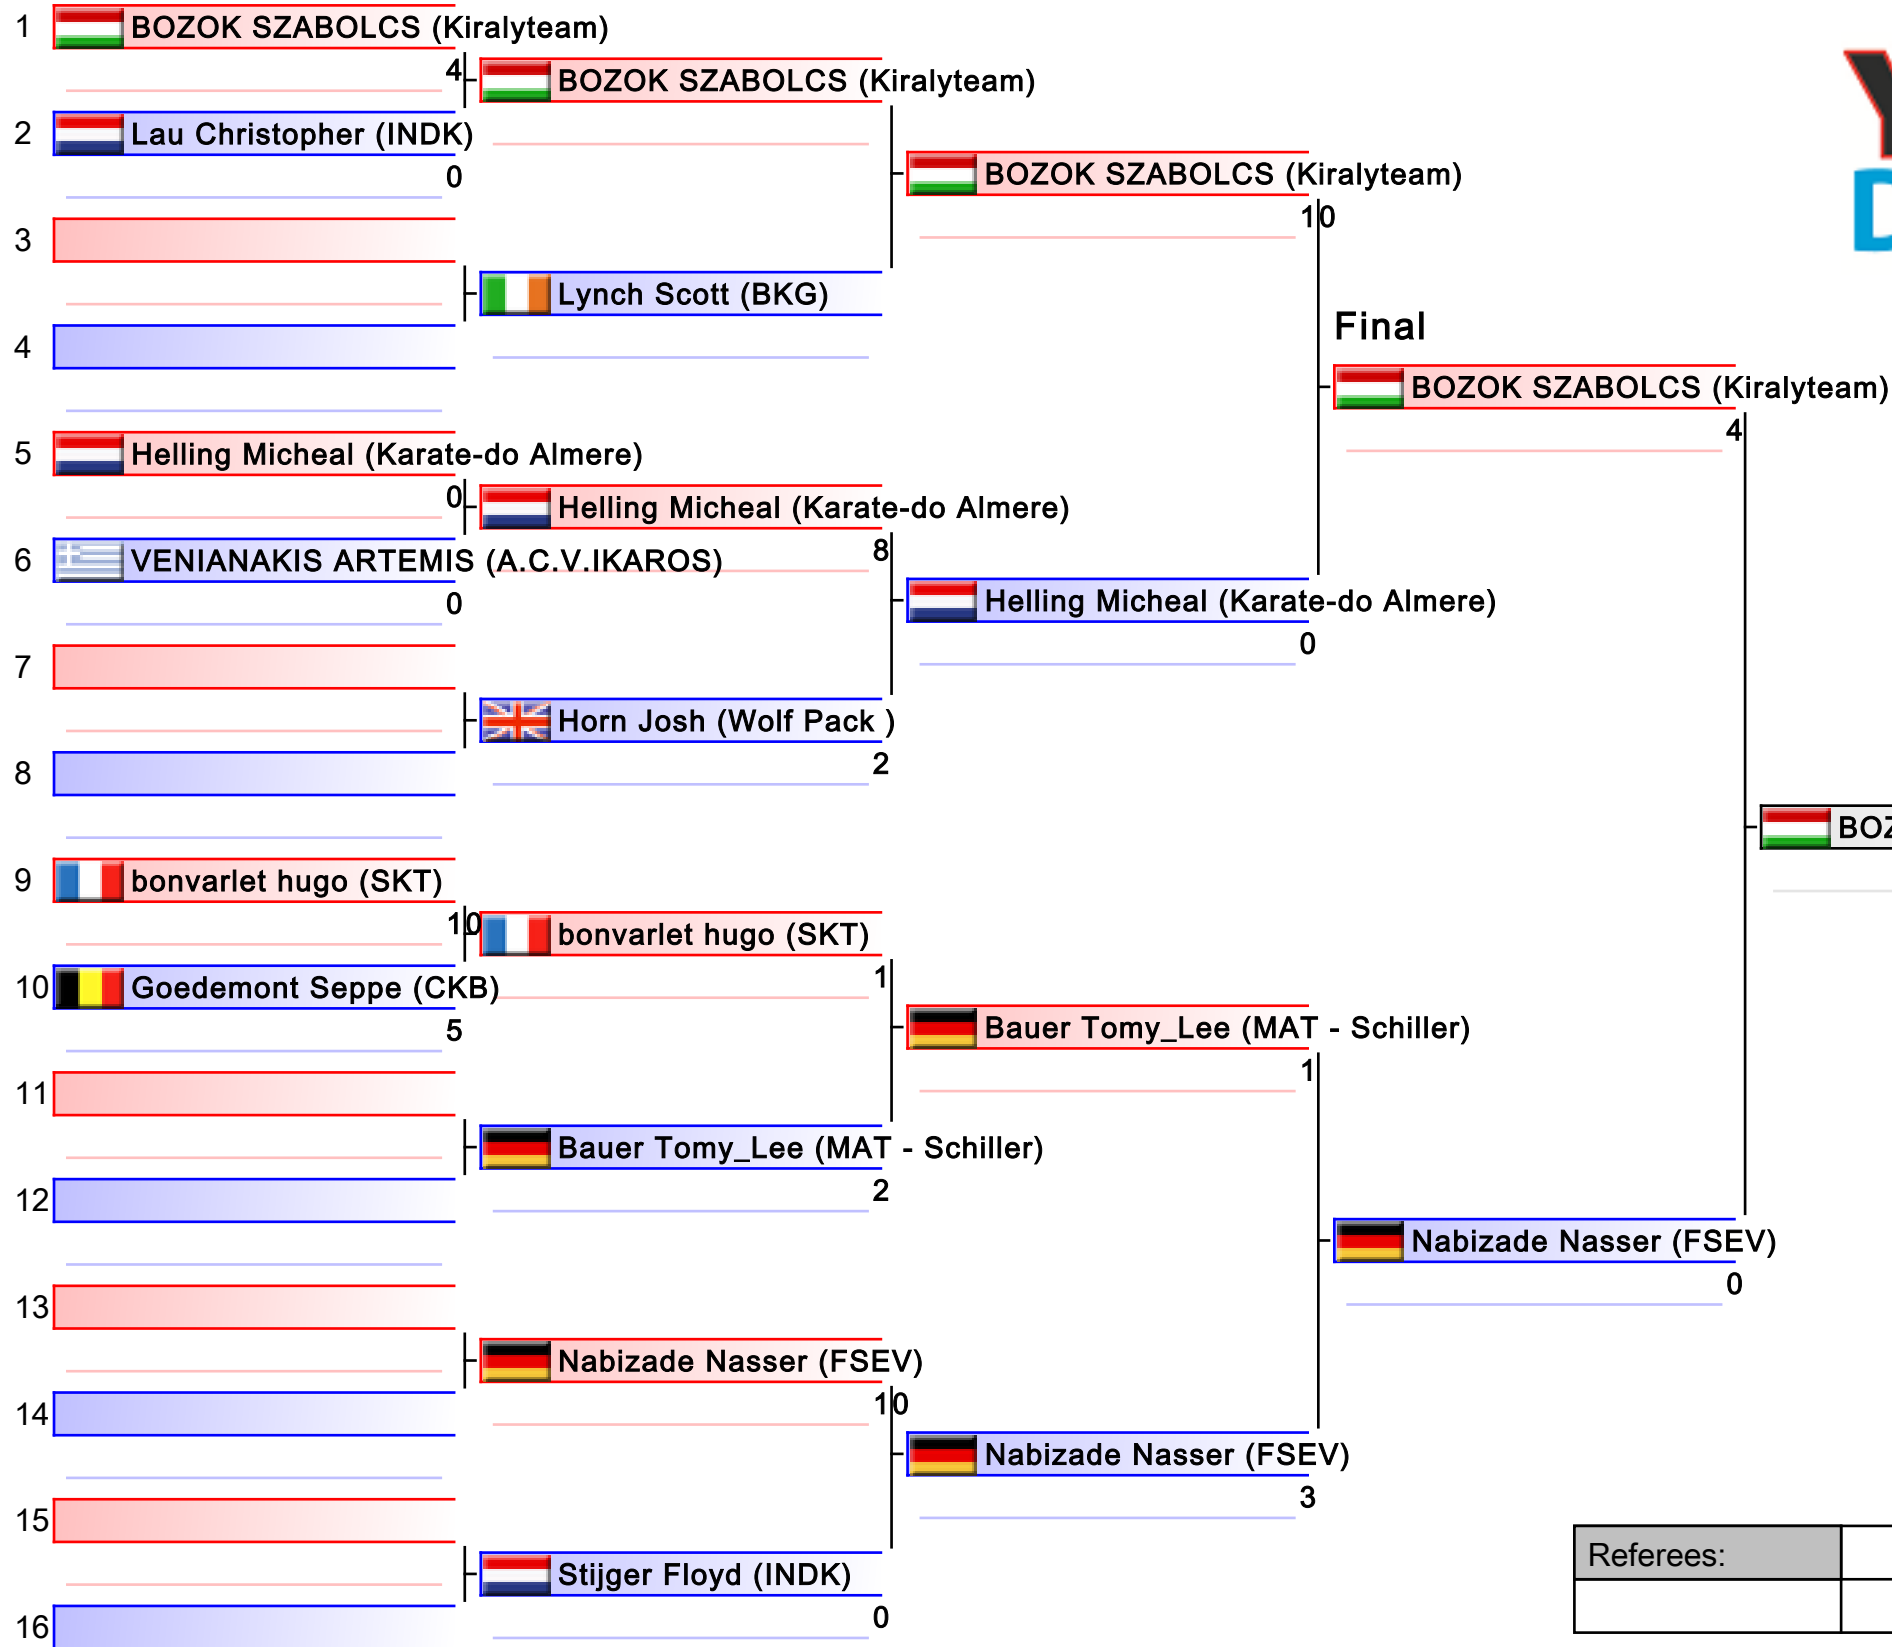 1 BOZOK SZABOLCS (Kiralyteam)
4
BOZOK SZABOLCS (Kiralyteam)
2 Lau Christopher (INDK)
0
BOZOK SZABOLCS (Kiralyteam)
10
3
Lynch Scott (BKG)
4
Final
BOZOK SZABOLCS (Kiralyteam)
4
5 Helling Micheal (Karate-do Almere)
0
Helling Micheal (Karate-do Almere)
8
6 VENIANAKIS ARTEMIS (A.C.V.IKAROS)
0
Helling Micheal (Karate-do Almere)
0
7
Horn Josh (Wolf Pack )
2
8
BOZ
9 bonvarlet hugo (SKT)
10
bonvarlet hugo (SKT)
1
10 Goedemont Seppe (CKB)
5
Bauer Tomy_Lee (MAT - Schiller)
1
11
Bauer Tomy_Lee (MAT - Schiller)
2
12
Nabizade Nasser (FSEV)
0
13
Nabizade Nasser (FSEV)
10
14
Nabizade Nasser (FSEV)
3
15
Stijger Floyd (INDK)
0
16
Referees: